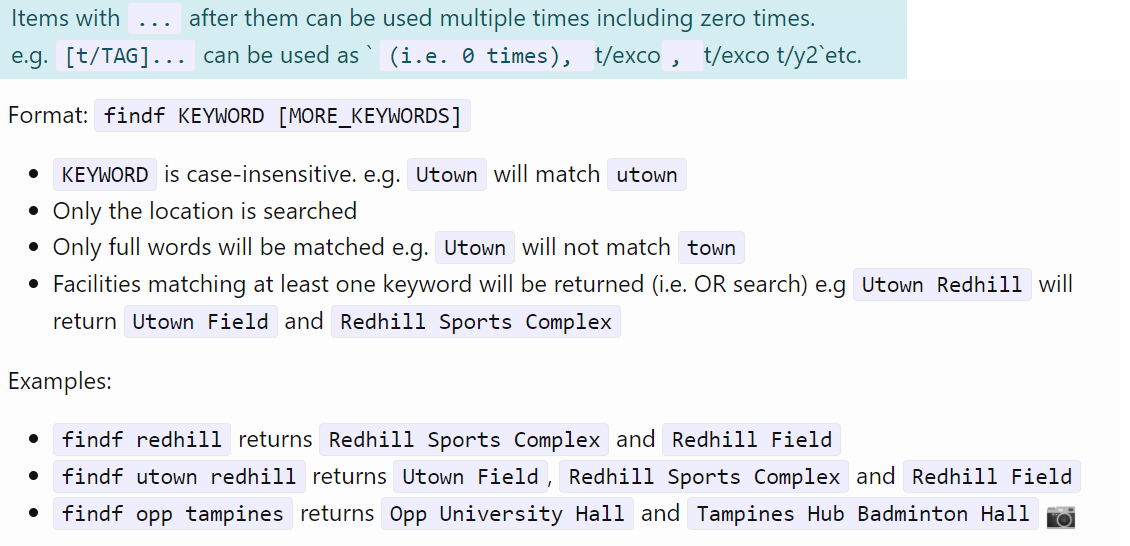 Items with ... after them can be used multiple times including zero times.
e.g. [t/TAG]... can be used as ` (i.e. 0 times), t/exco , t/exco t/y2`etc.
Format: findf KEYWORD [MORE_KEYWORDS]
• KEYWORD is case-insensitive. e.g. Utown will match utown
• Only the location is searched
• Only full words will be matched e.g. Utown will not match town
• Facilities matching at least one keyword will be returned (i.e. OR search) e.g Utown Redhill will
return Utown Field and Redhill Sports Complex
Examples:
• findf redhill returns Redhill Sports Complex and Redhill Field
• findf utown redhill returns Utown Field, Redhill Sports Complex and Redhill Field
• findf opp tampines returns Opp University Hall and Tampines Hub Badminton Hall 📷